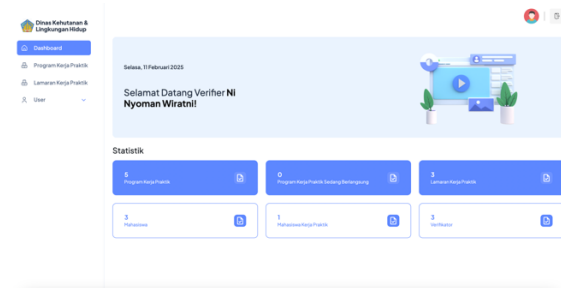 Dinas Kehutanan &
Lingkungan Hidup
Dashboard
Program Kerja Praktik
Lamaran Kerja Praktik
User
Selasa, 11 Februari 2025
Selamat Datang Verifier Ni
Nyoman Wiratni!
Statistik
5
Program Kerja Praktik
0
Program Kerja Praktik Sedang Berlangsung
3
Lamaran Kerja Praktik
3
Mahasiswa
1
Mahasiswa Kerja Praktik
3
Verifikator